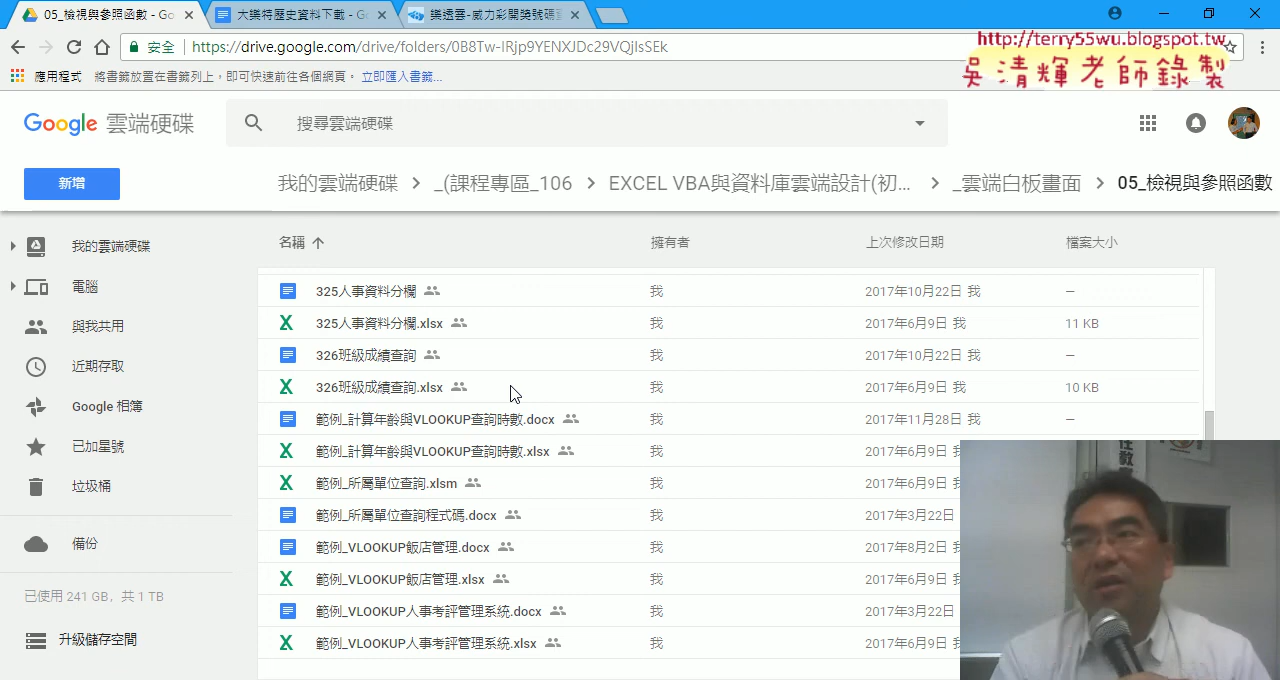 05_檢視與參照函數 - Go
大樂特歷史資料下載 - Go
樂透雲-威力彩開獎號碼
安全
https://drive.google.com/drive/folders/0B8Tw-IRjp9YENXJDc29VQjlsSEk
http://terry55wu.blogspot.tw
吳清輝老師錄製
應用程式
將書籤放置在書籤列上，即可快速前往各個網頁。
立即匯入書籤...
Google 雲端硬碟
搜尋雲端硬碟
新增
我的雲端硬碟 > _(課程專區_106 > EXCEL VBA與資料庫雲端設計(初... > _雲端白板畫面 > 05_檢視與參照函數
名稱 擁有者 上次修改日期 檔案大小
我的雲端硬碟
電腦
與我共用
近期存取
Google 相簿
已加星號
垃圾桶
備份
已使用 241 GB，共 1 TB
升級儲存空間
325人事資料分欄 我 2017年10月22日 我 –
325人事資料分欄.xlsx 我 2017年6月9日 我 11 KB
326班級成績查詢 我 2017年10月22日 我 –
326班級成績查詢.xlsx 我 2017年6月9日 我 10 KB
範例_計算年齡與VLOOKUP查詢時數.docx 我 2017年11月28日 我 –
範例_計算年齡與VLOOKUP查詢時數.xlsx 我 2017年6月9日 我
範例_所屬單位查詢.xlsm 我 2017年6月9日 我
範例_所屬單位查詢程式碼.docx 我 2017年3月22日
範例_VLOOKUP飯店管理.docx 我 2017年8月2日 我
範例_VLOOKUP飯店管理.xlsx 我 2017年6月9日 我
範例_VLOOKUP人事考評管理系統.docx 我 2017年3月22日
範例_VLOOKUP人事考評管理系統.xlsx 我 2017年6月9日 我